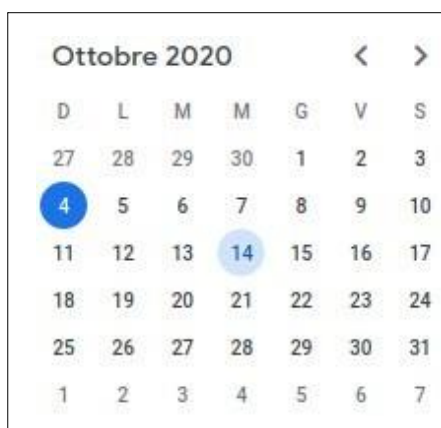 Ottobre 2020 < >
D L M M G V S
27 28 29 30 1 2 3
4 5 6 7 8 9 10
11 12 13 14 15 16 17
18 19 20 21 22 23 24
25 26 27 28 29 30 31
1 2 3 4 5 6 7